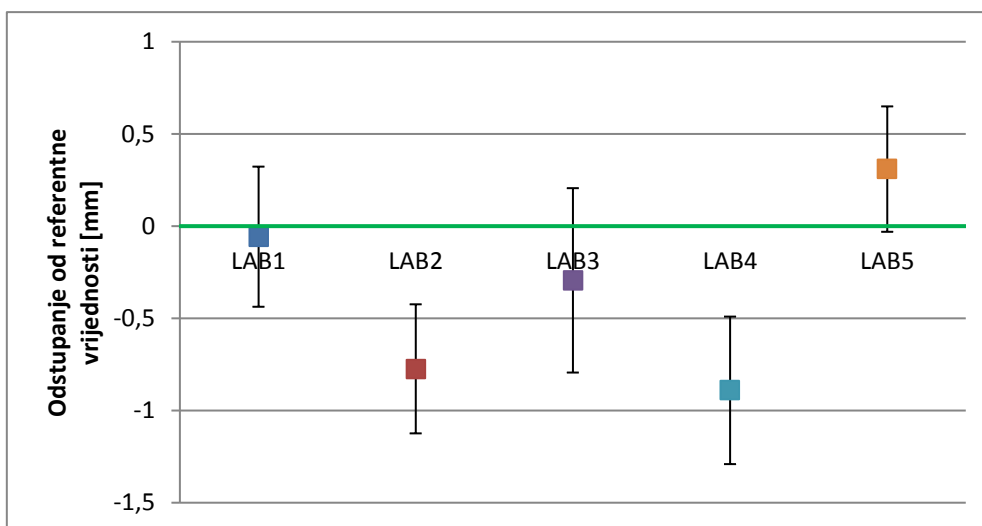 Odstupanje od referentne
vrijednosti [mm]
1
0,5
0
-0,5
-1
-1,5
LAB1
LAB2
LAB3
LAB4
LAB5